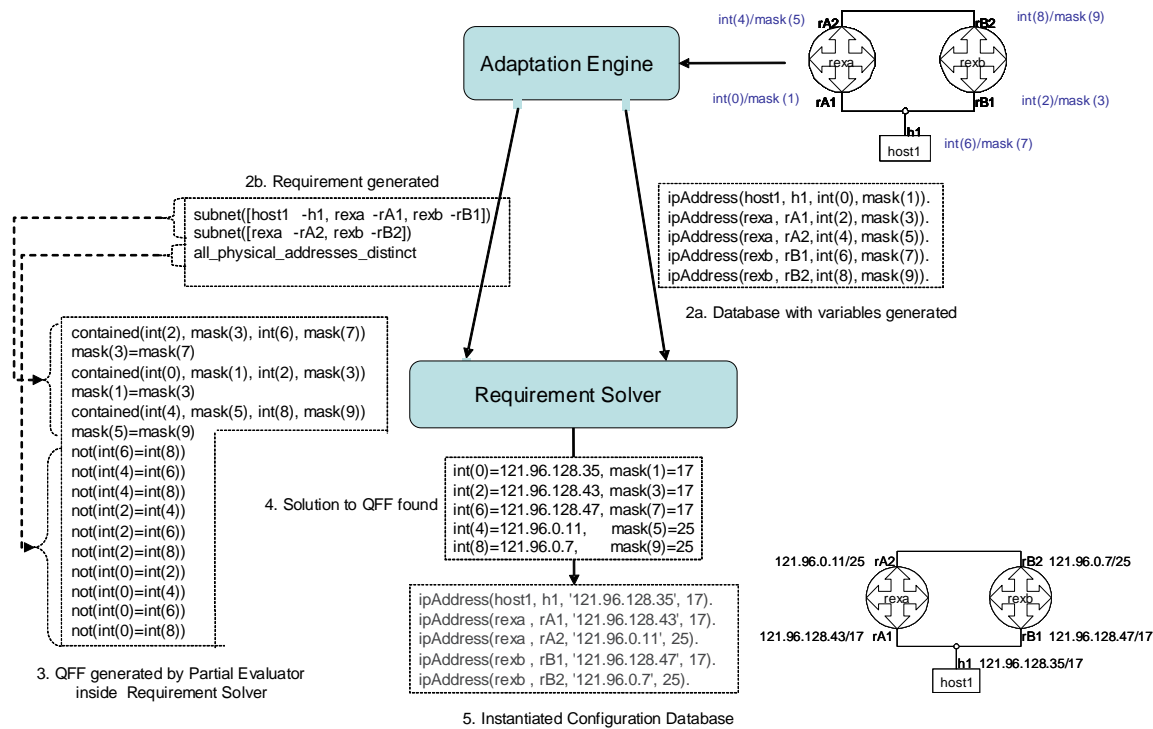 int(4)/mask (5)
rA2
rB2
int(8)/mask (9)
Adaptation Engine
rexa
rexb
int(0)/mask (1)
rA1
rB1
int(2)/mask (3)
h1
host1
int(6)/mask (7)
2b. Requirement generated
subnet([host1 -h1, rexa -rA1, rexb -rB1])
subnet([rexa -rA2, rexb -rB2])
all_physical_addresses_distinct
ipAddress(host1, h1, int(0), mask(1)).
ipAddress(rexa, rA1, int(2), mask(3)).
ipAddress(rexa, rA2, int(4), mask(5)).
ipAddress(rexb, rB1, int(6), mask(7)).
ipAddress(rexb, rB2, int(8), mask(9)).
2a. Database with variables generated
contained(int(2), mask(3), int(6), mask(7))
mask(3)=mask(7)
contained(int(0), mask(1), int(2), mask(3))
mask(1)=mask(3)
contained(int(4), mask(5), int(8), mask(9))
mask(5)=mask(9)
not(int(6)=int(8))
not(int(4)=int(6))
not(int(4)=int(8))
not(int(2)=int(4))
not(int(2)=int(6))
not(int(2)=int(8))
not(int(0)=int(2))
not(int(0)=int(4))
not(int(0)=int(6))
not(int(0)=int(8))
3. QFF generated by Partial Evaluator
inside Requirement Solver
Requirement Solver
4. Solution to QFF found
int(0)=121.96.128.35, mask(1)=17
int(2)=121.96.128.43, mask(3)=17
int(6)=121.96.128.47, mask(7)=17
int(4)=121.96.0.11, mask(5)=25
int(8)=121.96.0.7, mask(9)=25
ipAddress(host1, h1, '121.96.128.35', 17).
ipAddress(rexa , rA1, '121.96.128.43', 17).
ipAddress(rexa , rA2, '121.96.0.11', 25).
ipAddress(rexb , rB1, '121.96.128.47', 17).
ipAddress(rexb , rB2, '121.96.0.7', 25).
5. Instantiated Configuration Database
121.96.0.11/25 rA2
rB2 121.96.0.7/25
rexa
rexb
121.96.128.43/17 rA1
rB1 121.96.128.47/17
h1 121.96.128.35/17
host1